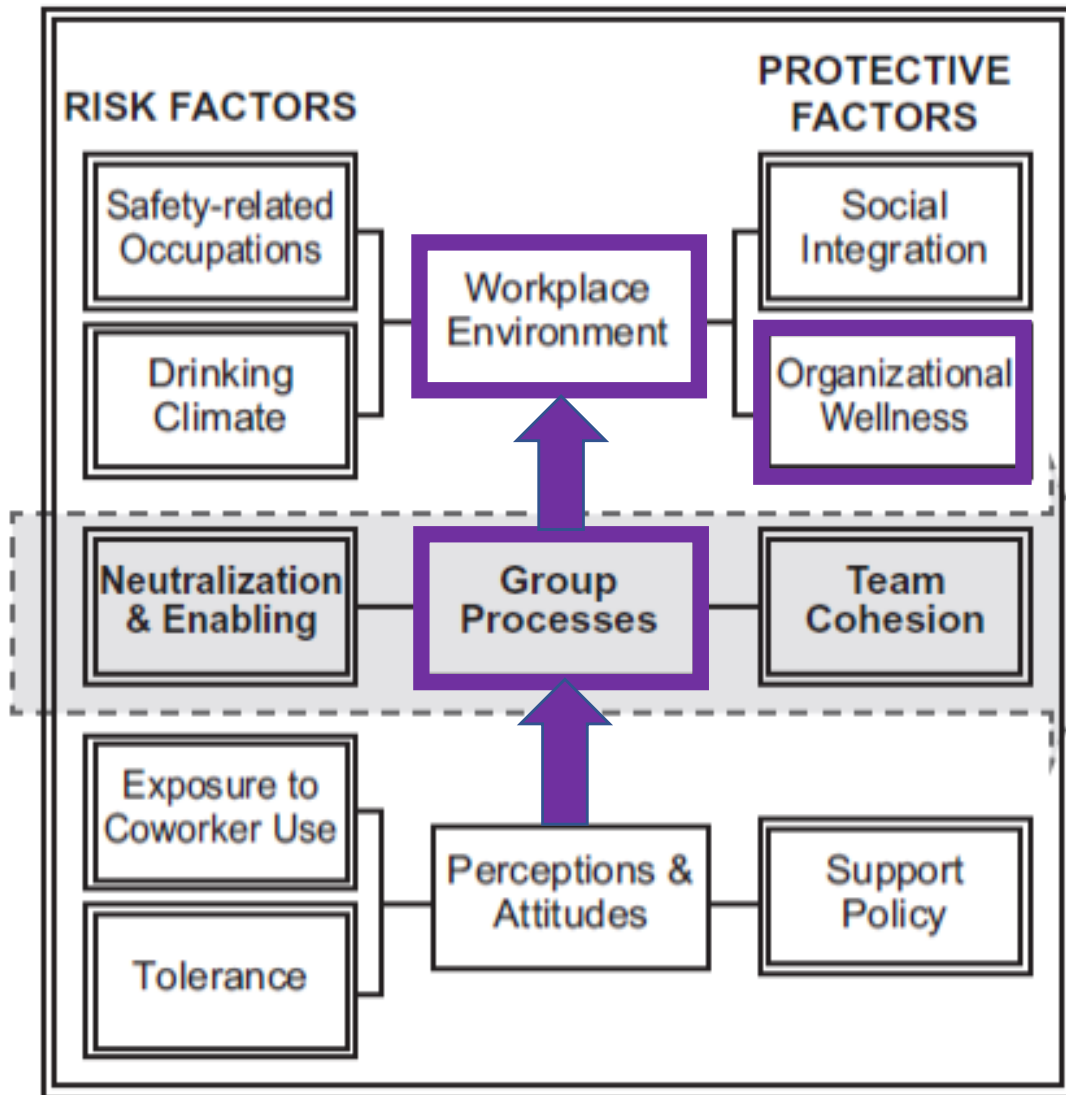 RISK FACTORS
PROTECTIVE
FACTORS
Safety-related
Occupations
Drinking
Climate
Workplace
Environment
Social
Integration
Organizational
Wellness
Neutralization
& Enabling
Group
Processes
Team
Cohesion
Exposure to
Coworker Use
Tolerance
Perceptions &
Attitudes
Support
Policy